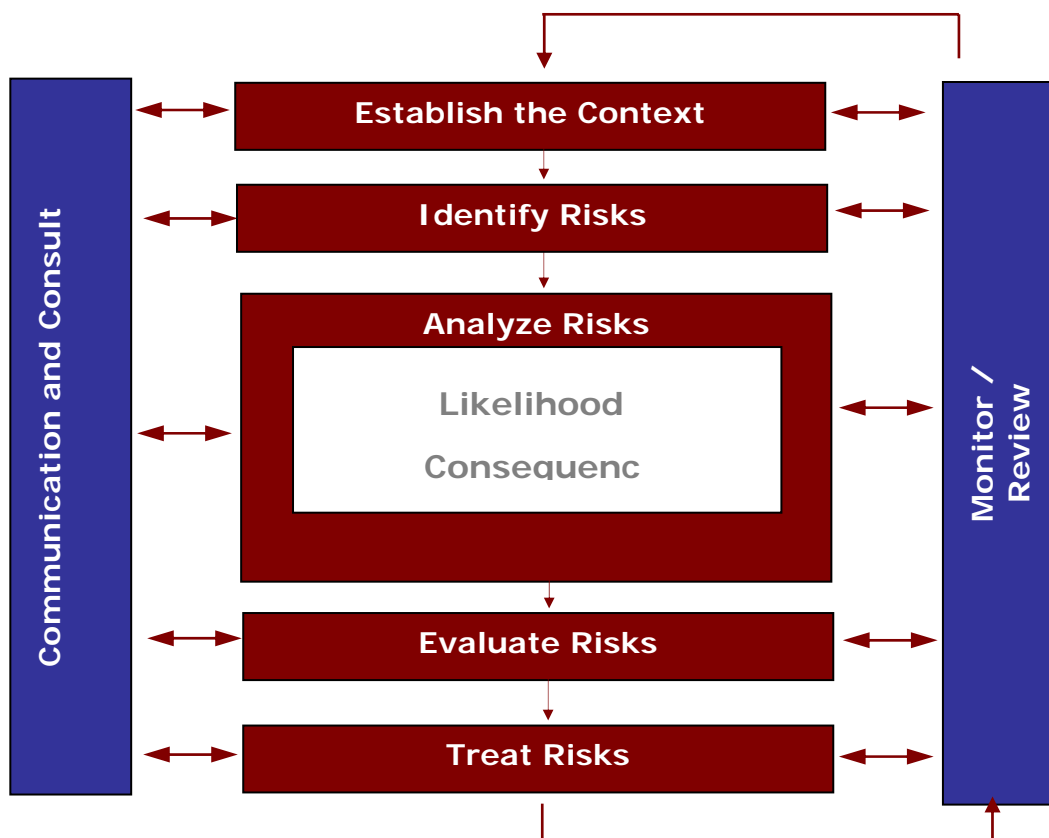 Establish the Context
Identify Risks
Analyze Risks
Likelihood
Consequenc
Evaluate Risks
Treat Risks
Communication and Consult
Monitor /
Review